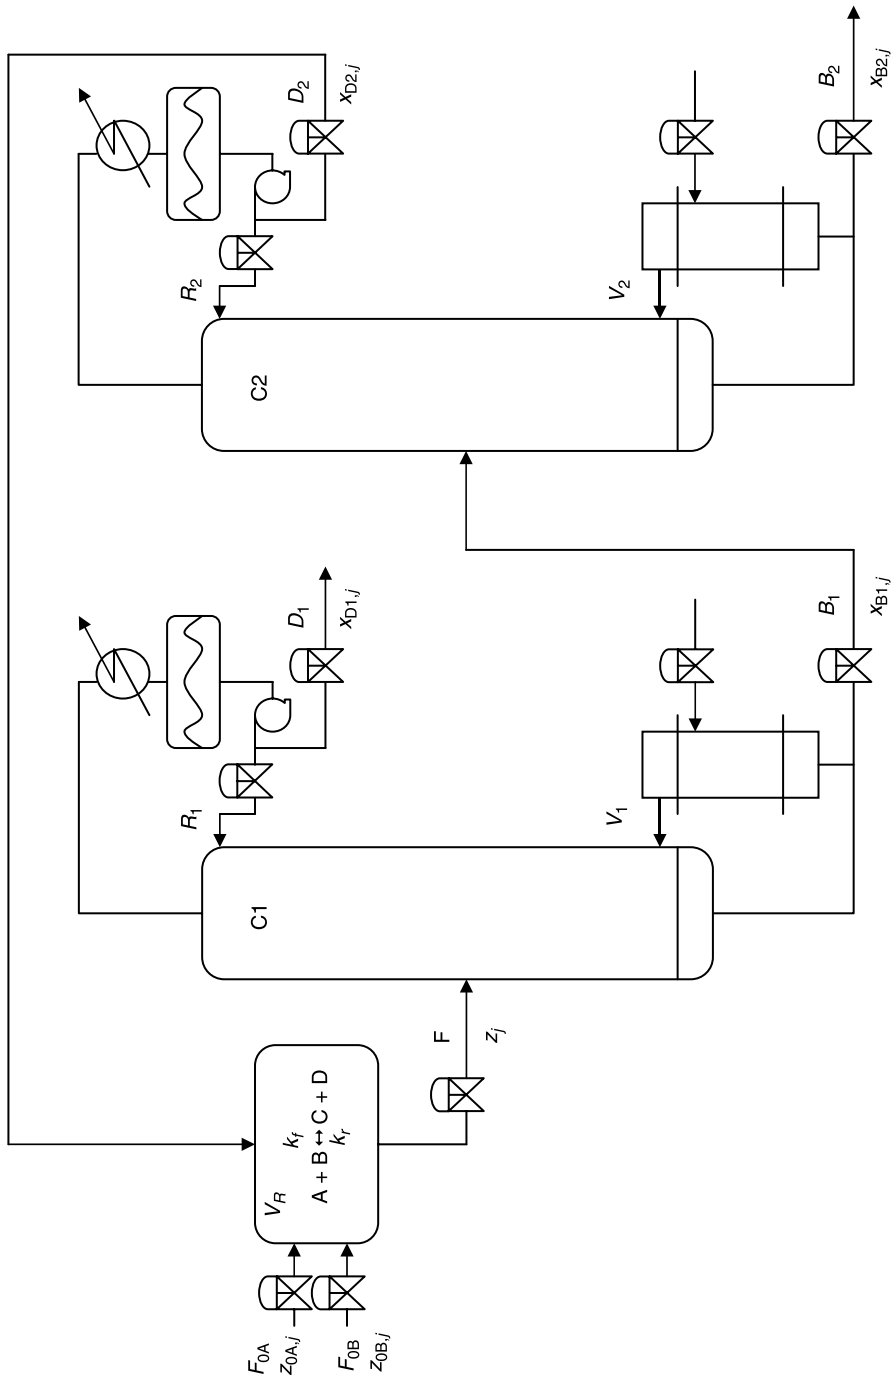 F0A
z0A,j
F0B
z0B,j
VR
kf
A + B ↔ C + D
kr
F
zj
C1
R1
D1
xD1,j
V1
B1
xB1,j
C2
R2
D2
xD2,j
V2
B2
xB2,j